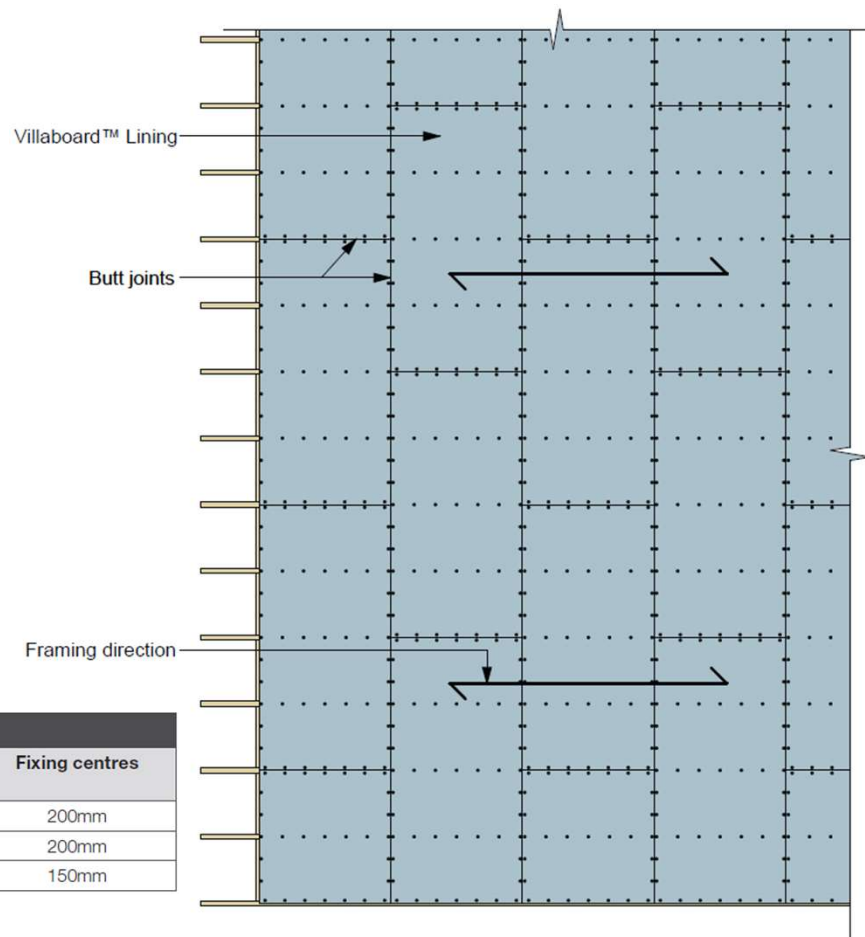 Villaboard™ Lining
Butt joints
Framing direction
Fixing centres
200mm
200mm
150mm